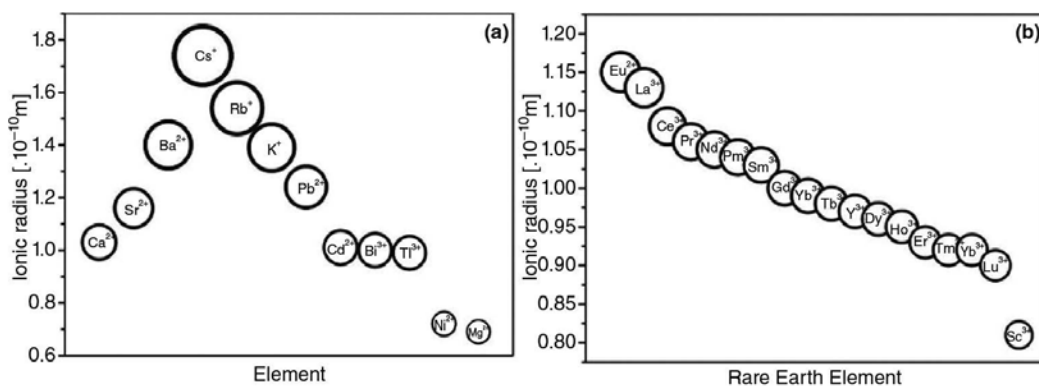 (a)
Ionic radius [.10⁻¹⁰m]
1.8
1.6
1.4
1.2
1.0
0.8
0.6
Ca²⁺
Sr²⁺
Ba²⁺
Cs⁺
Rb⁺
K⁺
Pb²⁺
Cd²⁺
Bi³⁺
Tl³⁺
Ni²⁺
Mg²⁺
Element
(b)
Ionic radius [.10⁻¹⁰m]
1.20
1.15
1.10
1.05
1.00
0.95
0.90
0.85
0.80
Eu²⁺
La³⁺
Ce³⁺
Pr³⁺
Nd³⁺
Pm³⁺
Sm³⁺
Gd³⁺
Yb³⁺
Tb³⁺
Y³⁺
Dy³⁺
Ho³⁺
Er³⁺
Tm³⁺
Yb³⁺
Lu³⁺
Sc³⁺
Rare Earth Element